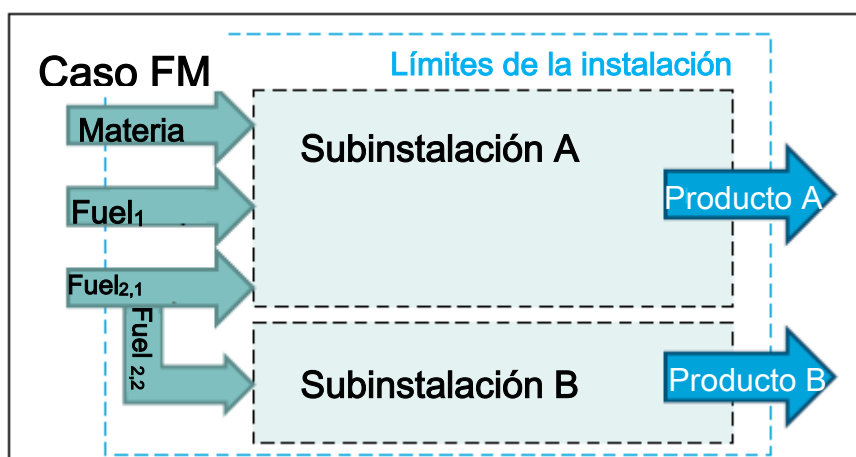 Caso FM
Límites de la instalación
Materia
Subinstalación A
Fuel₁
Producto A
Fuel₂,₁
Fuel ₂,₂
Subinstalación B
Producto B